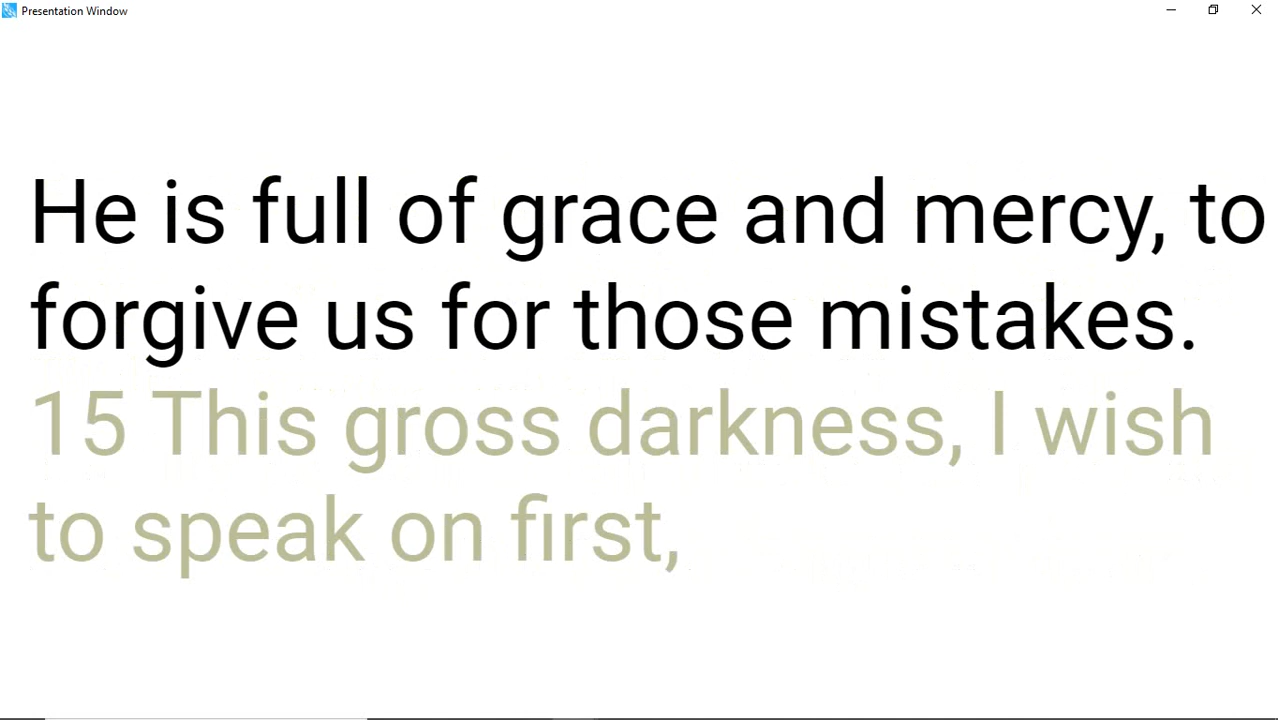 Presentation Window
He is full of grace and mercy, to
forgive us for those mistakes.
15 This gross darkness, I wish
to speak on first,